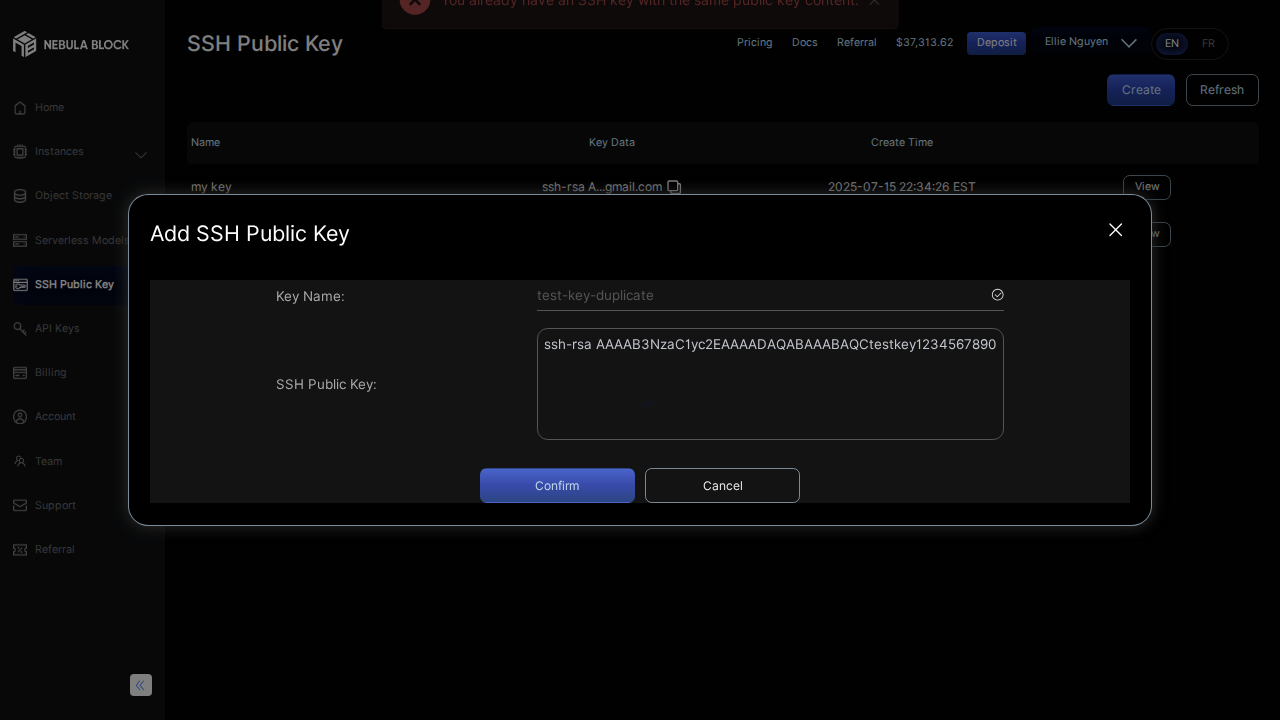 You already have an SSH key with the same public key content.
NEBULA BLOCK
SSH Public Key
Pricing
Docs
Referral
$37,313.62
Deposit
Ellie Nguyen
EN
FR
Create
Refresh
Home
Instances
Object Storage
Serverless Models
SSH Public Key
API Keys
Billing
Account
Team
Support
Referral
Name
Key Data
Create Time
my key
ssh-rsa A...gmail.com
2025-07-15 22:34:26 EST
View
Add SSH Public Key
Key Name:
test-key-duplicate
SSH Public Key:
ssh-rsa AAAAB3NzaC1yc2EAAAADAQABAAABAQCtestkey1234567890
Confirm
Cancel